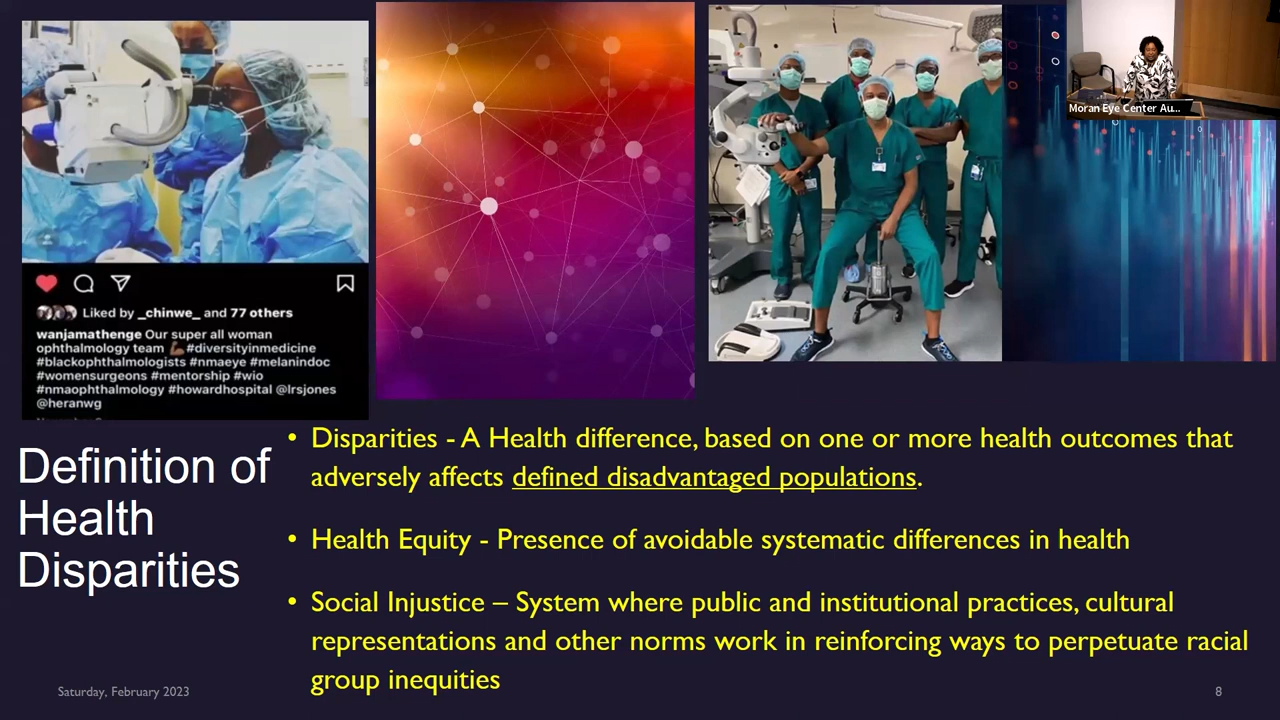 Moran Eye Center Au...
Liked by _chinwe_ and 77 others
wanjamathenge Our super all woman
ophthalmology team 💪🏾#diversityinmedicine
#blackophthalmologists #nmaeye #melanindoc
#womensurgeons #mentorship #wio
#nmaophthalmology #howardhospital @lrsjones
@heranwg
Definition of
Health
Disparities
• Disparities - A Health difference, based on one or more health outcomes that
adversely affects defined disadvantaged populations.
• Health Equity - Presence of avoidable systematic differences in health
• Social Injustice – System where public and institutional practices, cultural
representations and other norms work in reinforcing ways to perpetuate racial
group inequities
Saturday, February 2023
8